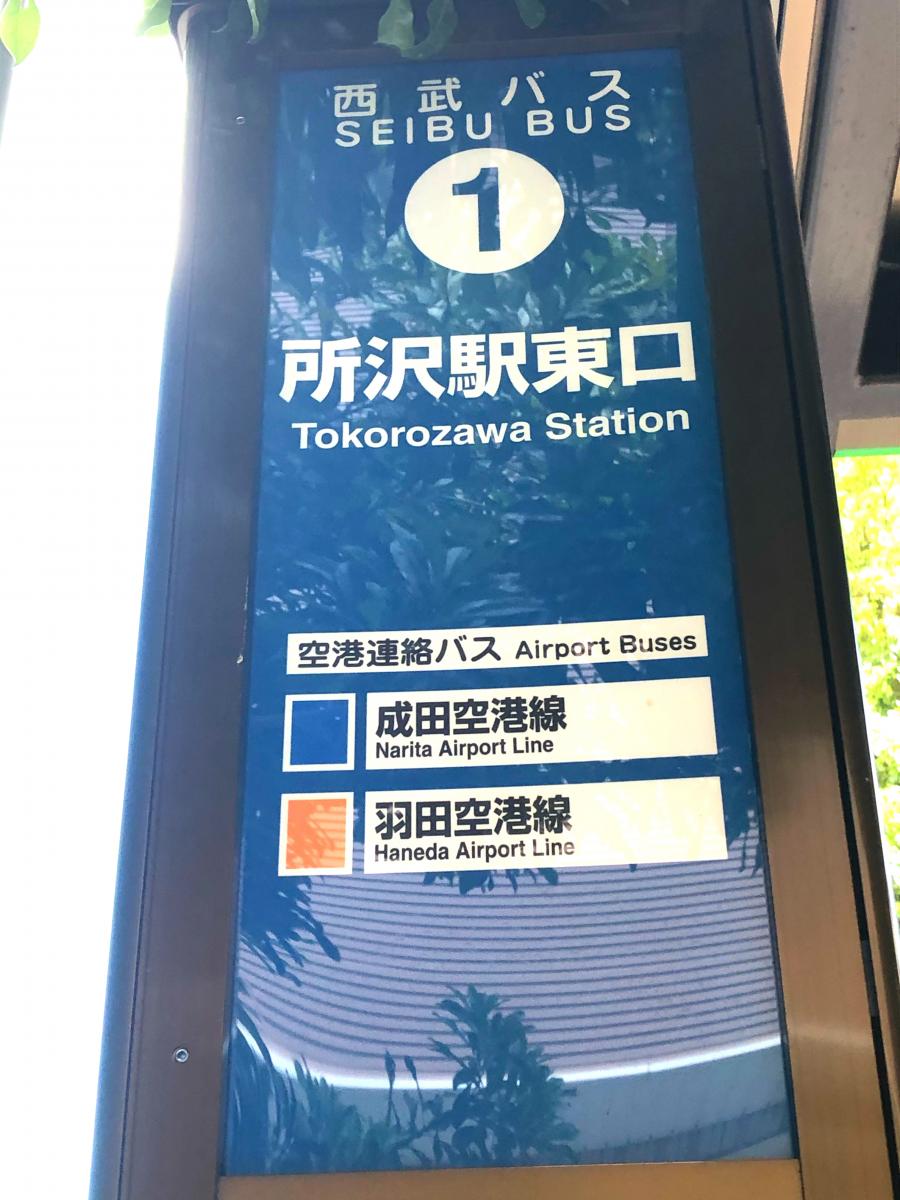 西武バス
SEIBU BUS
1
所沢駅東口
Tokorozawa Station
空港連絡バス Airport Buses
成田空港線
Narita Airport Line
羽田空港線
Haneda Airport Line